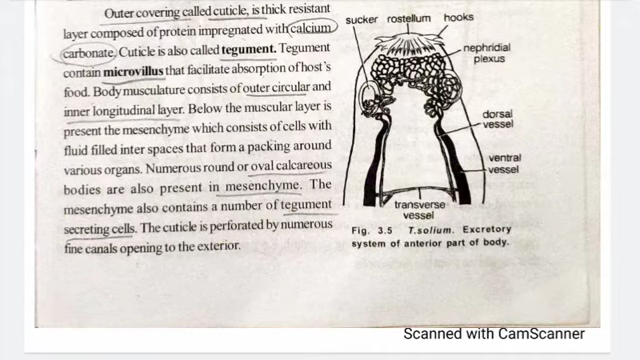 Outer covering called cuticle, is thick resistant
layer composed of protein impregnated with calcium
carbonate. Cuticle is also called tegument. Tegument
contain microvillus that facilitate absorption of host's
food. Body musculature consists of outer circular and
inner longitudinal layer. Below the muscular layer is
present the mesenchyme which consists of cells with
fluid filled inter spaces that form a packing around
various organs. Numerous round or oval calcareous
bodies are also present in mesenchyme. The
mesenchyme also contains a number of tegument
secreting cells. The cuticle is perforated by numerous
fine canals opening to the exterior.
sucker rostellum hooks
nephridial
plexus
dorsal
vessel
ventral
vessel
transverse
vessel
Fig. 3.5 T.solium. Excretory
system of anterior part of body.
Scanned with CamScanner